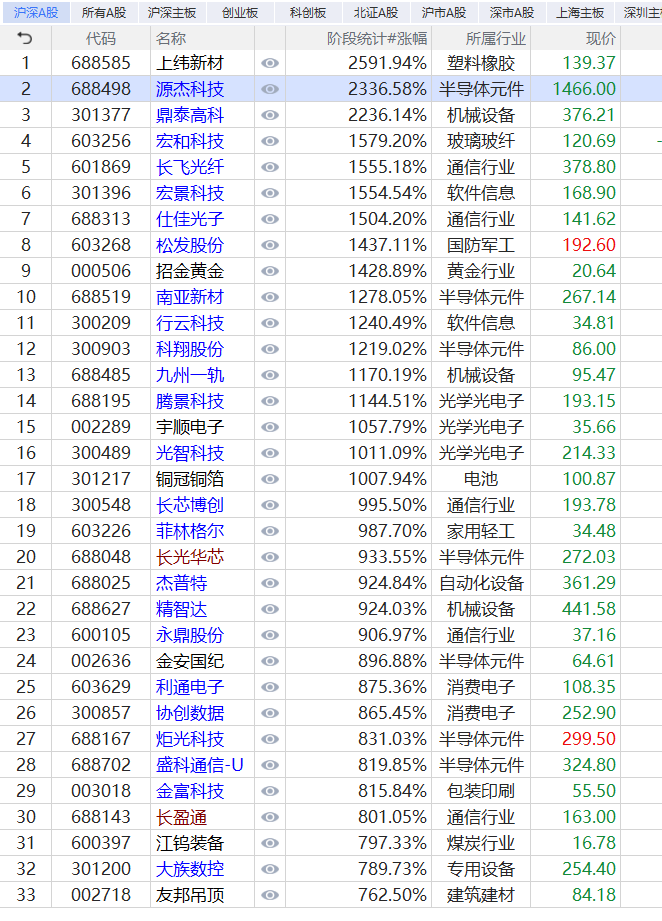 沪深A股 所有A股 沪深主板 创业板 科创板 北证A股 沪市A股 深市A股 上海主板 深圳主
代码 名称 阶段统计#涨幅 所属行业 现价
1 688585 上纬新材 2591.94% 塑料橡胶 139.37
2 688498 源杰科技 2336.58% 半导体元件 1466.00
3 301377 鼎泰高科 2236.14% 机械设备 376.21
4 603256 宏和科技 1579.20% 玻璃玻纤 120.69
5 601869 长飞光纤 1555.18% 通信行业 378.80
6 301396 宏景科技 1554.54% 软件信息 168.90
7 688313 仕佳光子 1504.20% 通信行业 141.62
8 603268 松发股份 1437.11% 国防军工 192.60
9 000506 招金黄金 1428.89% 黄金行业 20.64
10 688519 南亚新材 1278.05% 半导体元件 267.14
11 300209 行云科技 1240.49% 软件信息 34.81
12 300903 科翔股份 1219.02% 半导体元件 86.00
13 688485 九州一轨 1170.19% 机械设备 95.47
14 688195 腾景科技 1144.51% 光学光电子 193.15
15 002289 宇顺电子 1057.79% 光学光电子 35.66
16 300489 光智科技 1011.09% 光学光电子 214.33
17 301217 铜冠铜箔 1007.94% 电池 100.87
18 300548 长芯博创 995.50% 通信行业 193.78
19 603226 菲林格尔 987.70% 家用轻工 34.48
20 688048 长光华芯 933.55% 半导体元件 272.03
21 688025 杰普特 924.84% 自动化设备 361.29
22 688627 精智达 924.03% 机械设备 441.58
23 600105 永鼎股份 906.97% 通信行业 37.16
24 002636 金安国纪 896.88% 半导体元件 64.61
25 603629 利通电子 875.36% 消费电子 108.35
26 300857 协创数据 865.45% 消费电子 252.90
27 688167 炬光科技 831.03% 半导体元件 299.50
28 688702 盛科通信-U 819.85% 半导体元件 324.80
29 003018 金富科技 815.84% 包装印刷 55.50
30 688143 长盈通 801.05% 通信行业 163.00
31 600397 江钨装备 797.33% 煤炭行业 16.78
32 301200 大族数控 789.73% 专用设备 254.40
33 002718 友邦吊顶 762.50% 建筑建材 84.18